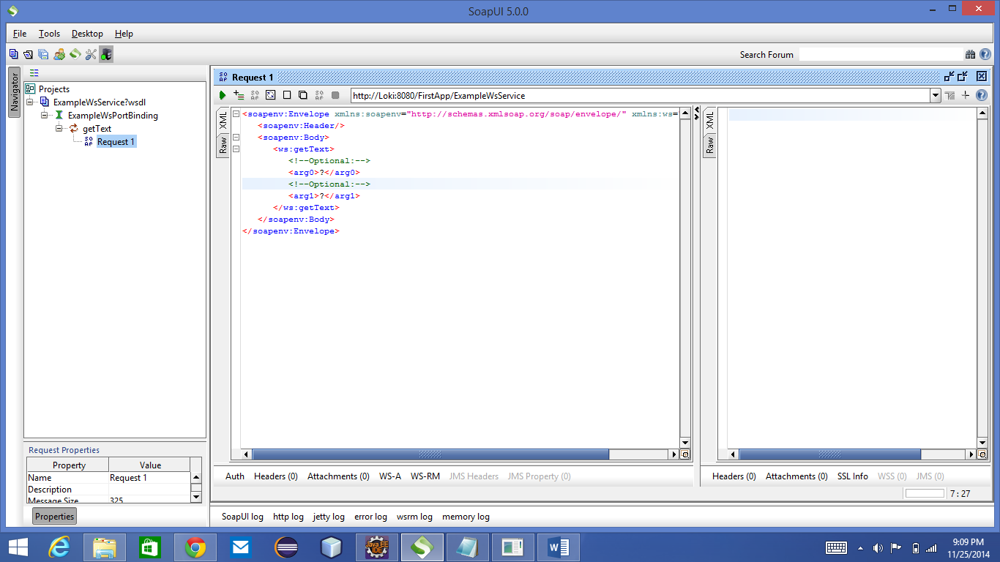 SoapUI 5.0.0
File Tools Desktop Help
Search Forum
Navigator
Projects
ExampleWsService?wsdl
ExampleWsPortBinding
getText
Request 1
Request 1
http://Loki:8080/FirstApp/ExampleWsService
XML
Raw
<soapenv:Envelope xmlns:soapenv="http://schemas.xmlsoap.org/soap/envelope/" xmlns:ws=
<soapenv:Header/>
<soapenv:Body>
<ws:getText>
<!--Optional:-->
<arg0>?</arg0>
<!--Optional:-->
<arg1>?</arg1>
</ws:getText>
</soapenv:Body>
</soapenv:Envelope>
XML
Raw
Request Properties
Property Value
Name Request 1
Description
Message Size 325
Properties
Auth Headers (0) Attachments (0) WS-A WS-RM JMS Headers JMS Property (0)
Headers (0) Attachments (0) SSL Info WSS (0) JMS (0)
7 : 27
SoapUI log http log jetty log error log wsrm log memory log
Java EE
IDE
9:09 PM
11/25/2014